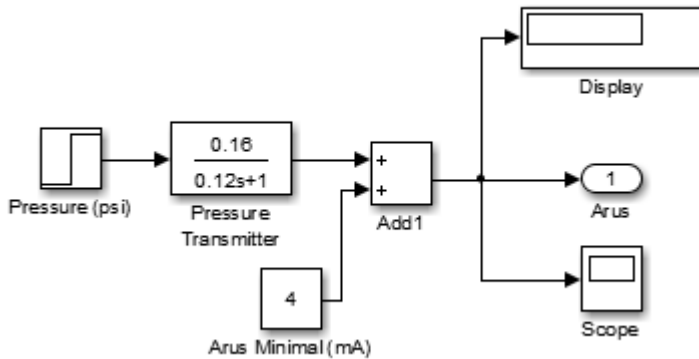 Display
0.16
0.12s+1
+
+
Pressure (psi)
Pressure
Transmitter
Add1
1
Arus
4
Arus Minimal (mA)
Scope